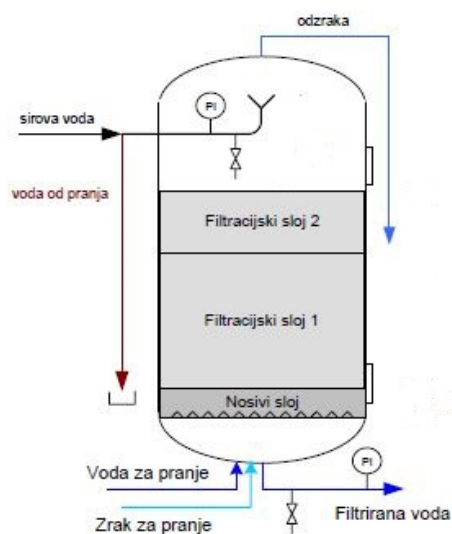 odzraka
PI
sirova voda
voda od pranja
Filtracijski sloj 2
Filtracijski sloj 1
Nosivi sloj
PI
Voda za pranje
Zrak za pranje
Filtrirana voda